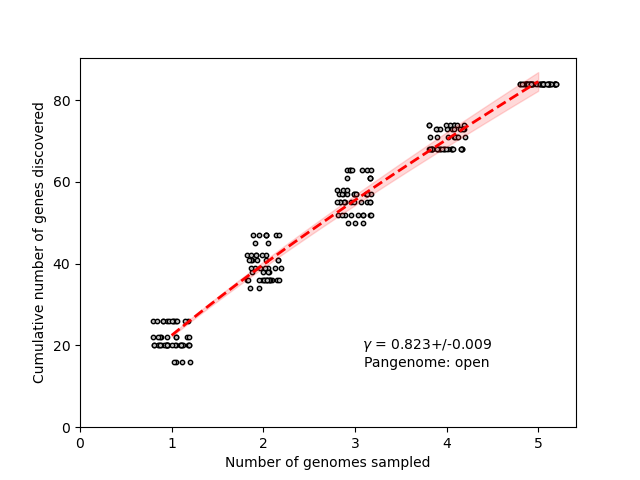 Cumulative number of genes discovered
80
60
40
20
0
γ = 0.823+/-0.009
Pangenome: open
0 1 2 3 4 5
Number of genomes sampled